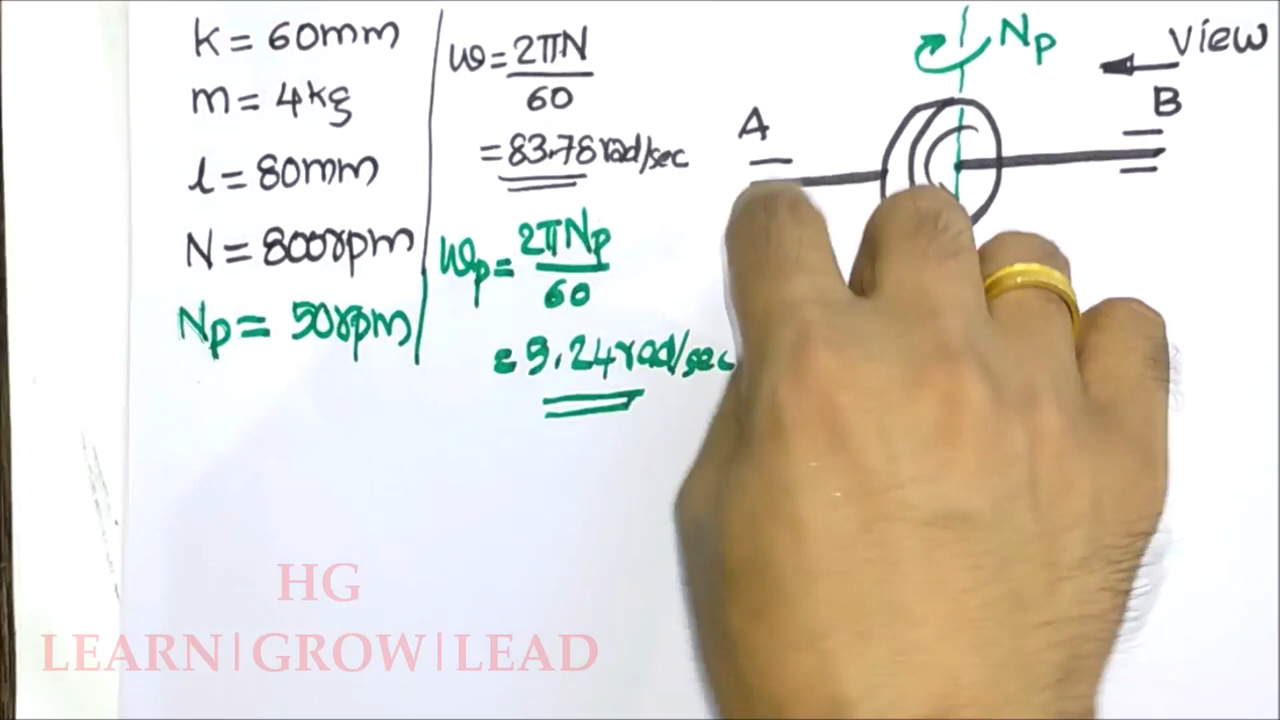 k = 60mm
m = 4kg
l = 80mm
N = 800rpm
Np = 50rpm
ω = 2πN
60
= 83.78 rad/sec
ωp = 2πNp
60
= 5.24 rad/sec
Np
View
A
B
HG
LEARN|GROW|LEAD